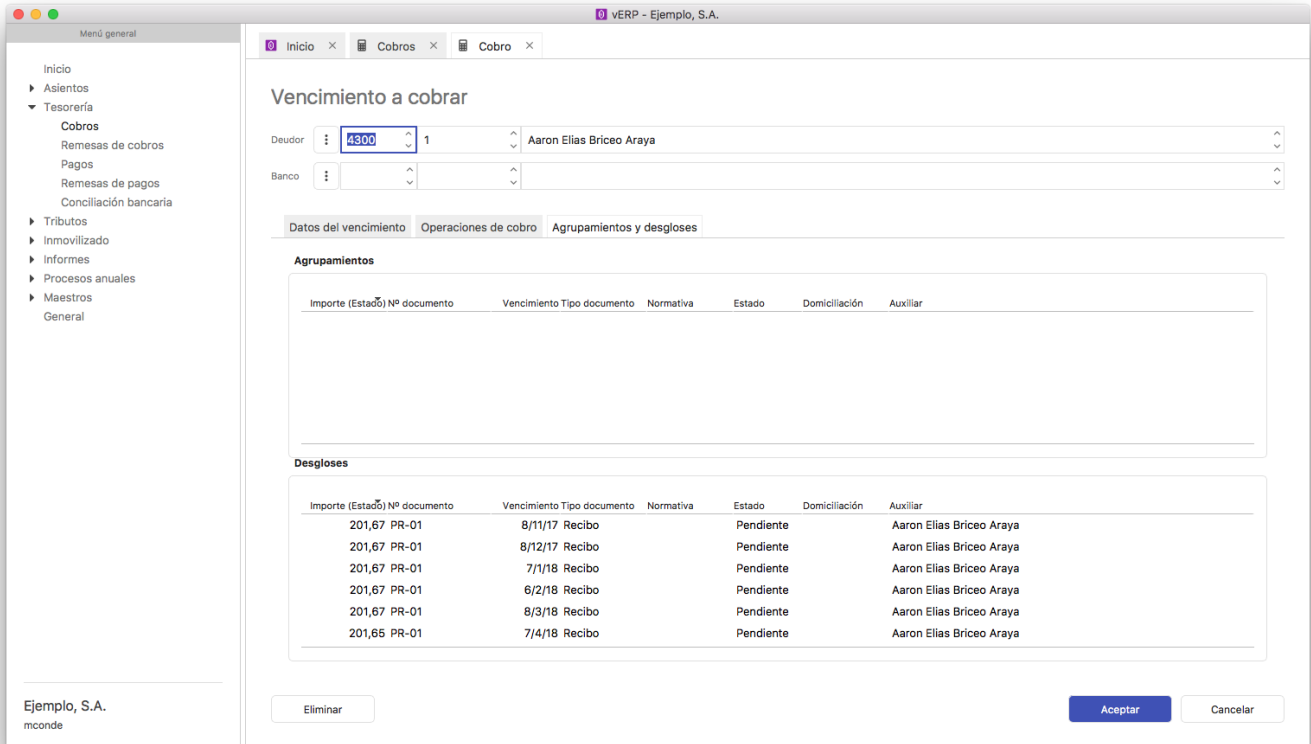 vERP - Ejemplo, S.A.
Menú general
Inicio
Asientos
Tesorería
Cobros
Remesas de cobros
Pagos
Remesas de pagos
Conciliación bancaria
Tributos
Inmovilizado
Informes
Procesos anuales
Maestros
General
Ejemplo, S.A.
mconde
Inicio Cobros Cobro
Vencimiento a cobrar
Deudor 4300 1 Aaron Elias Briceo Araya
Banco
Datos del vencimiento Operaciones de cobro Agrupamientos y desgloses
Agrupamientos
Importe (Estado) Nº documento Vencimiento Tipo documento Normativa Estado Domiciliación Auxiliar
Desgloses
Importe (Estado) Nº documento Vencimiento Tipo documento Normativa Estado Domiciliación Auxiliar
201,67 PR-01 8/11/17 Recibo Pendiente Aaron Elias Briceo Araya
201,67 PR-01 8/12/17 Recibo Pendiente Aaron Elias Briceo Araya
201,67 PR-01 7/1/18 Recibo Pendiente Aaron Elias Briceo Araya
201,67 PR-01 6/2/18 Recibo Pendiente Aaron Elias Briceo Araya
201,67 PR-01 8/3/18 Recibo Pendiente Aaron Elias Briceo Araya
201,65 PR-01 7/4/18 Recibo Pendiente Aaron Elias Briceo Araya
Eliminar Aceptar Cancelar